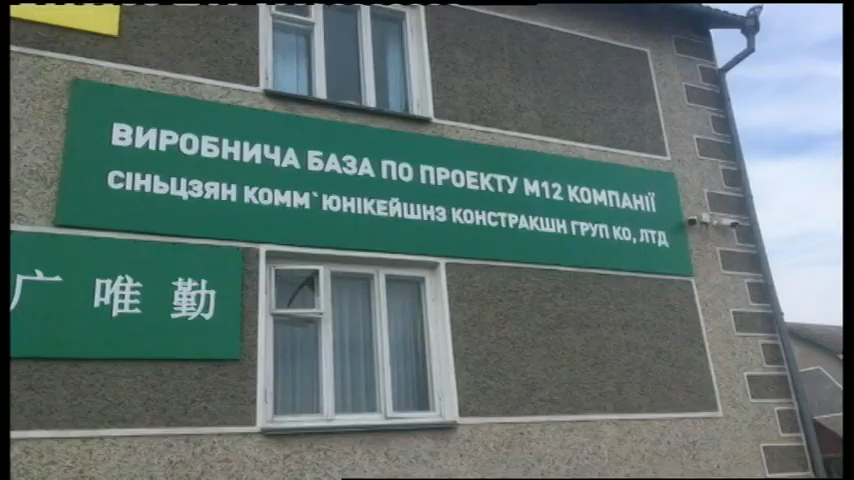 ВИРОБНИЧА БАЗА ПО ПРОЕКТУ М12 КОМПАНІЇ
СІНЬЦЗЯН КОММ`ЮНІКЕЙШНЗ КОНСТРАКШН ГРУП КО, ЛТД
广 唯 勤